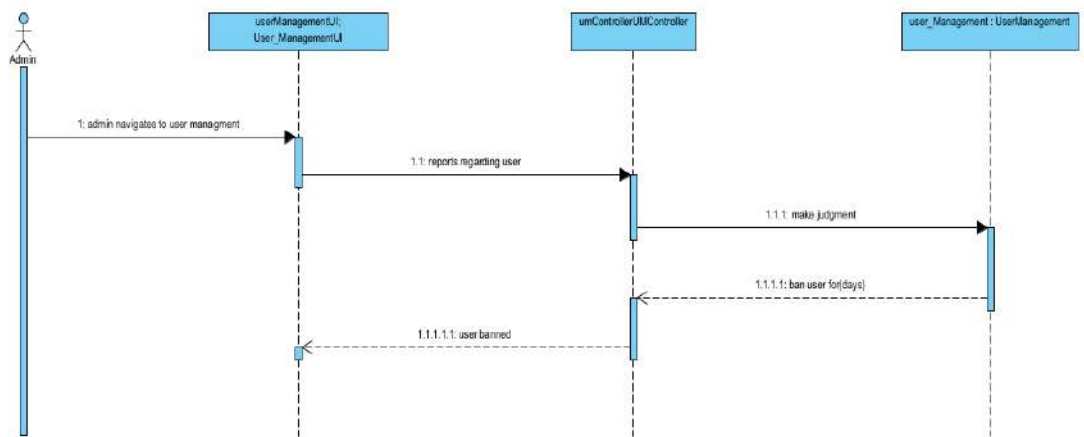 userManagementUI;
User_ManagementUI
umControllerUMController
user_Management : UserManagement
Admin
1: admin navigates to user managment
1.1: reports regarding user
1.1.1: make judgment
1.1.1.1: ban user for(days)
1.1.1.1.1: user banned